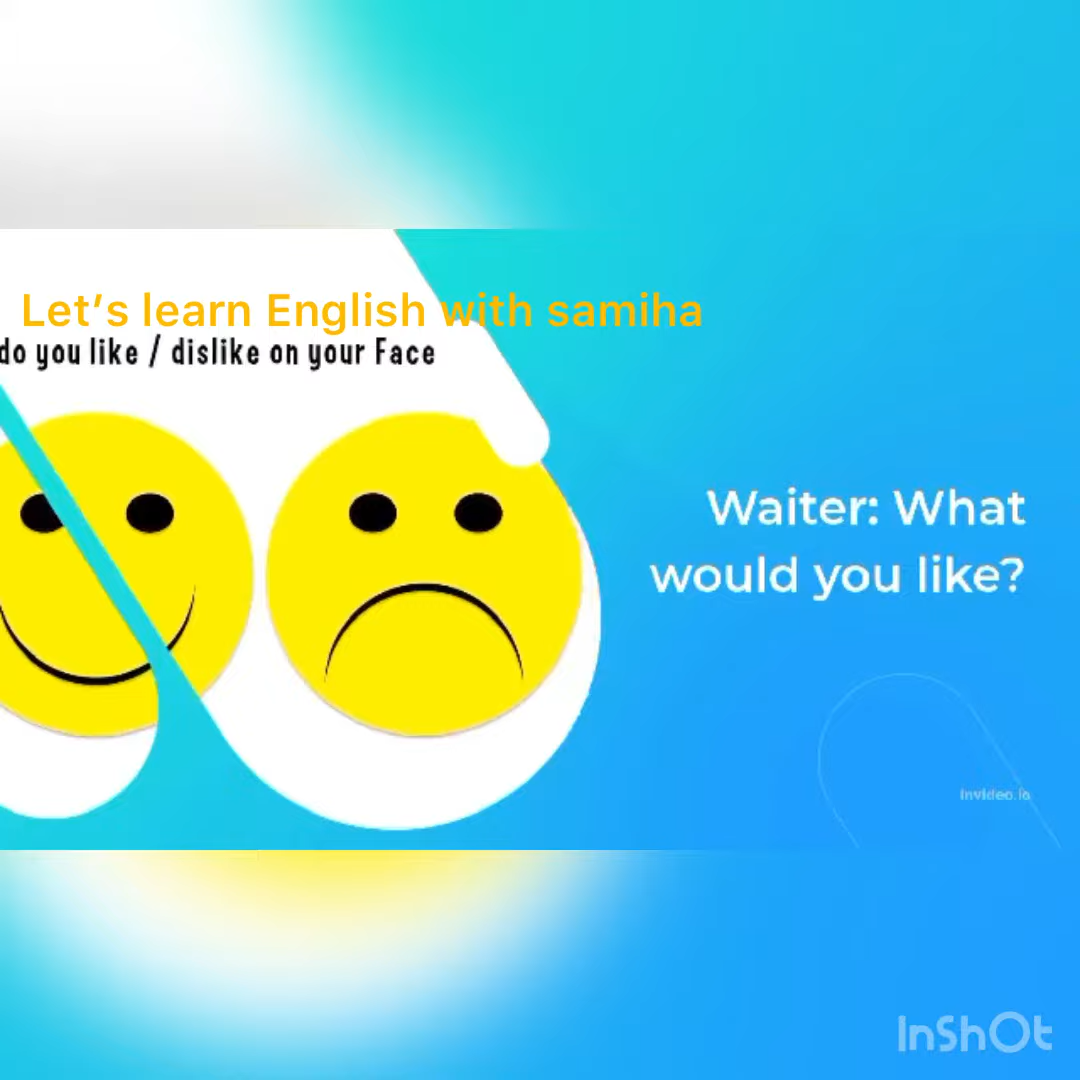 Let's learn English with samiha
do you like / dislike on your Face
Waiter: What
would you like?
invideo.io
InShOt